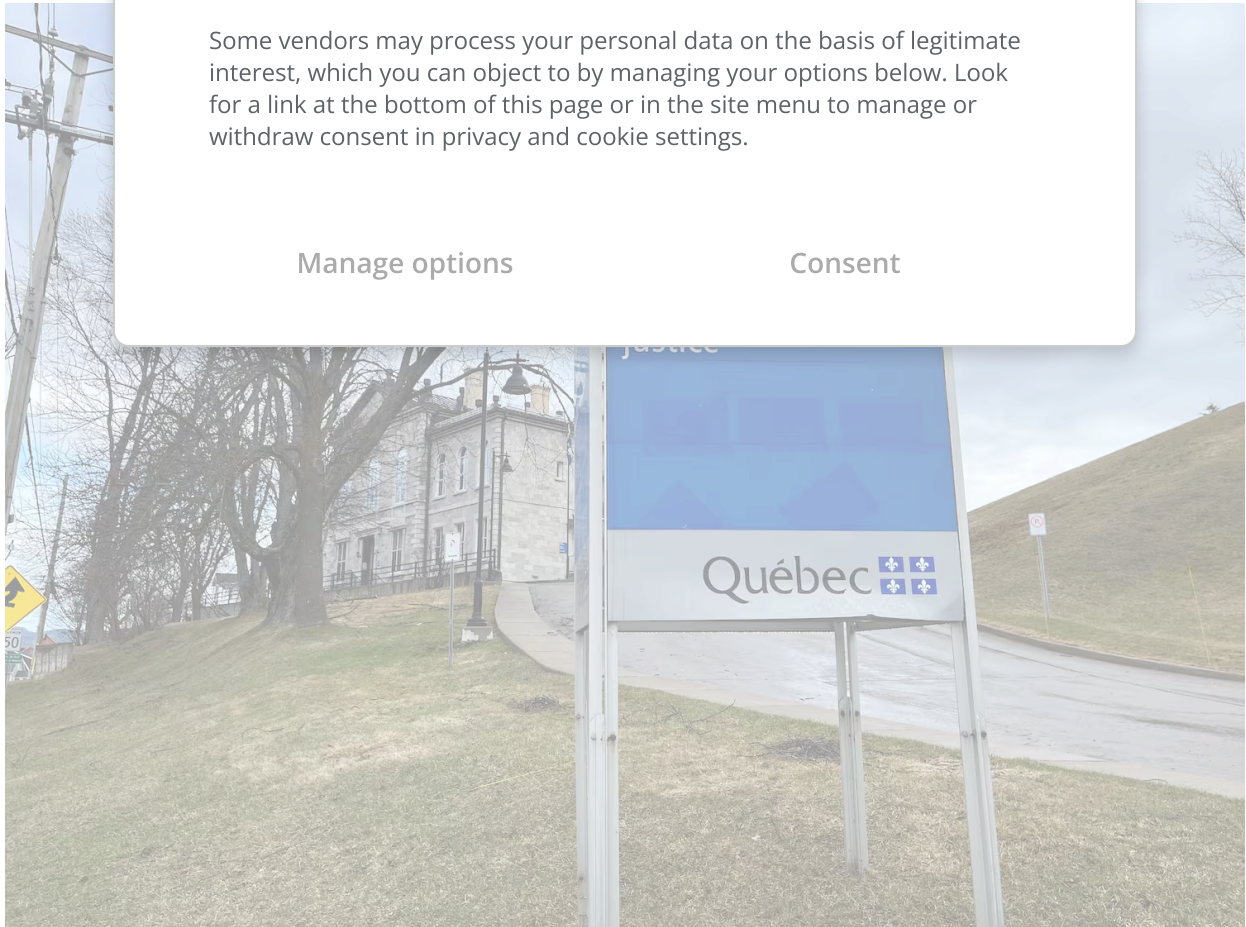 Some vendors may process your personal data on the basis of legitimate
interest, which you can object to by managing your options below. Look
for a link at the bottom of this page or in the site menu to manage or
withdraw consent in privacy and cookie settings.
Manage options
Consent
justice
Québec
50